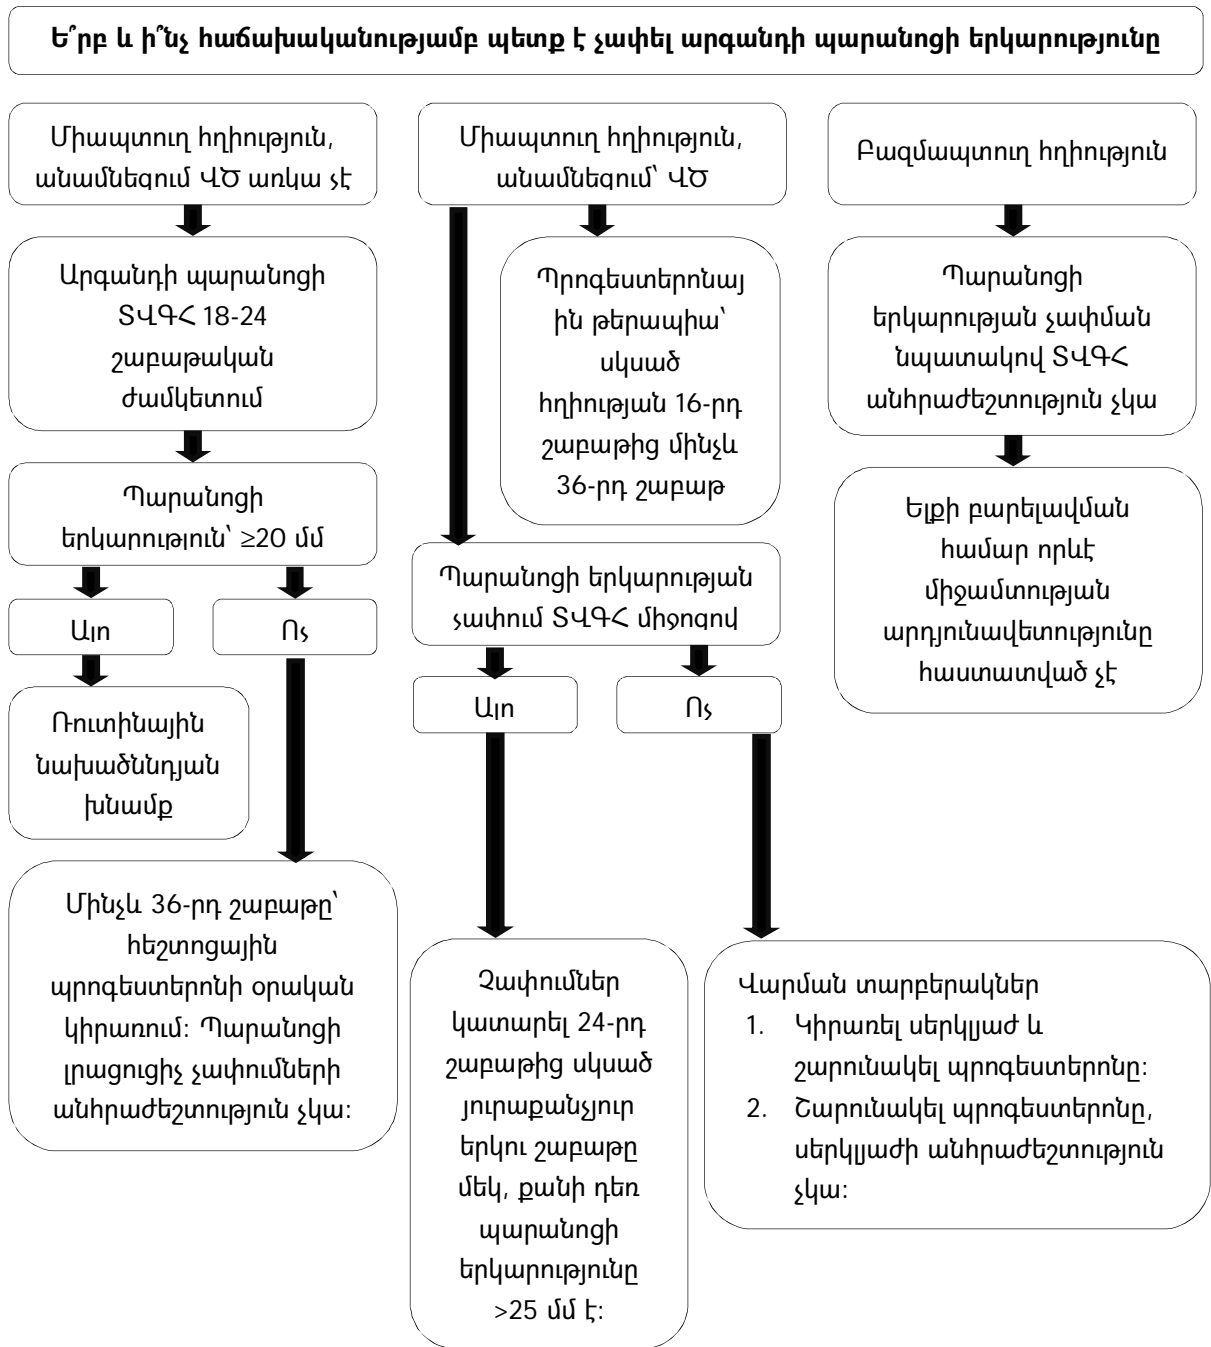 Ե՞րբ և ի՞նչ հաճախականությամբ պետք է չափել արգանդի պարանոցի երկարությունը
Միապտուղ հղիություն,
անամնեզում ՎԾ առկա չէ
Արգանդի պարանոցի
ՏՎԳՀ 18-24
շաբաթական
ժամկետում
Պարանոցի
երկարություն՝ ≥20 մմ
Այո
Ոչ
Ռուտինային
նախածննդյան
խնամք
Մինչև 36-րդ շաբաթը՝
հեշտոցային
պրոգեստերոնի օրական
կիրառում: Պարանոցի
լրացուցիչ չափումների
անհրաժեշտություն չկա:
Միապտուղ հղիություն,
անամնեզում՝ ՎԾ
Պրոգեստերոնայ
ին թերապիա՝
սկսած
հղիության 16-րդ
շաբաթից մինչև
36-րդ շաբաթ
Պարանոցի երկարության
չափում ՏՎԳՀ միջոցով
Այո
Ոչ
Չափումներ
կատարել 24-րդ
շաբաթից սկսած
յուրաքանչյուր
երկու շաբաթը
մեկ, քանի դեռ
պարանոցի
երկարությունը
>25 մմ է:
Վարման տարբերակներ
1. Կիրառել սերկլյաժ և
շարունակել պրոգեստերոնը:
2. Շարունակել պրոգեստերոնը,
սերկլյաժի անհրաժեշտություն
չկա:
Բազմապտուղ հղիություն
Պարանոցի
երկարության չափման
նպատակով ՏՎԳՀ
անհրաժեշտություն չկա
Ելքի բարելավման
համար որևէ
միջամտության
արդյունավետությունը
հաստատված չէ